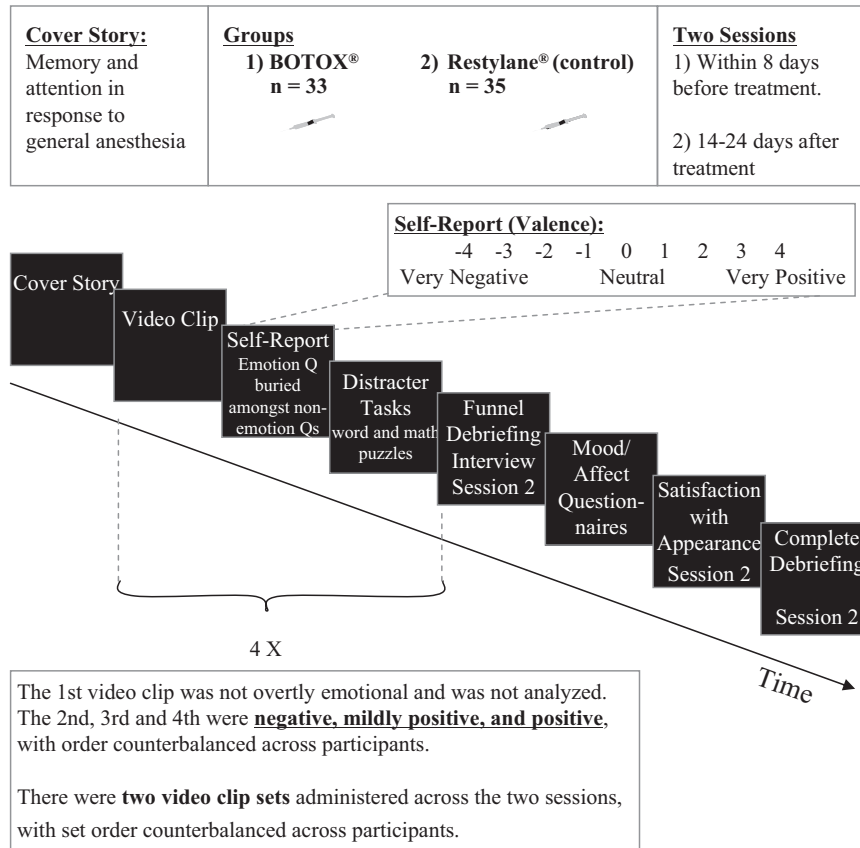 Cover Story:
Memory and
attention in
response to
general anesthesia
Groups
1) BOTOX®
n = 33
2) Restylane® (control)
n = 35
Two Sessions
1) Within 8 days
before treatment.
2) 14-24 days after
treatment
Self-Report (Valence):
-4 -3 -2 -1 0 1 2 3 4
Very Negative Neutral Very Positive
Cover Story
Video Clip
Self-Report
Emotion Q
buried
amongst non-
emotion Qs
Distracter
Tasks
word and math
puzzles
Funnel
Debriefing
Interview
Session 2
Mood/
Affect
Question-
naires
Satisfaction
with
Appearance
Session 2
Complete
Debriefing
Session 2
4 X
Time
The 1st video clip was not overtly emotional and was not analyzed.
The 2nd, 3rd and 4th were negative, mildly positive, and positive,
with order counterbalanced across participants.
There were two video clip sets administered across the two sessions,
with set order counterbalanced across participants.